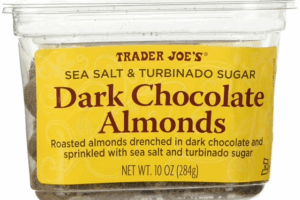 TRADER JOE'S®
SEA SALT & TURBINADO SUGAR
Dark Chocolate
Almonds
Roasted almonds drenched in dark chocolate and
sprinkled with sea salt and turbinado sugar
NET WT. 10 OZ (284g)